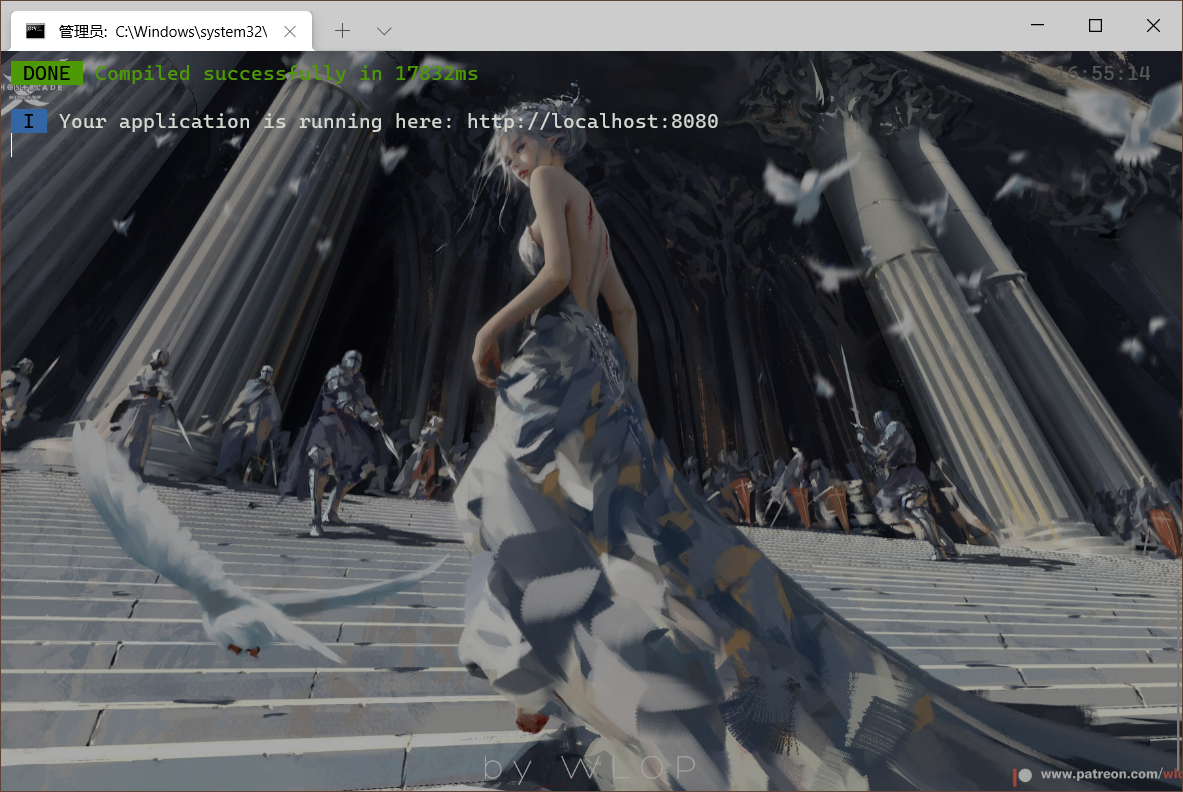 管理员: C:\Windows\system32\
DONE Compiled successfully in 17832ms 16:55:14
I Your application is running here: http://localhost:8080
by WLOP
www.patreon.com/wlo